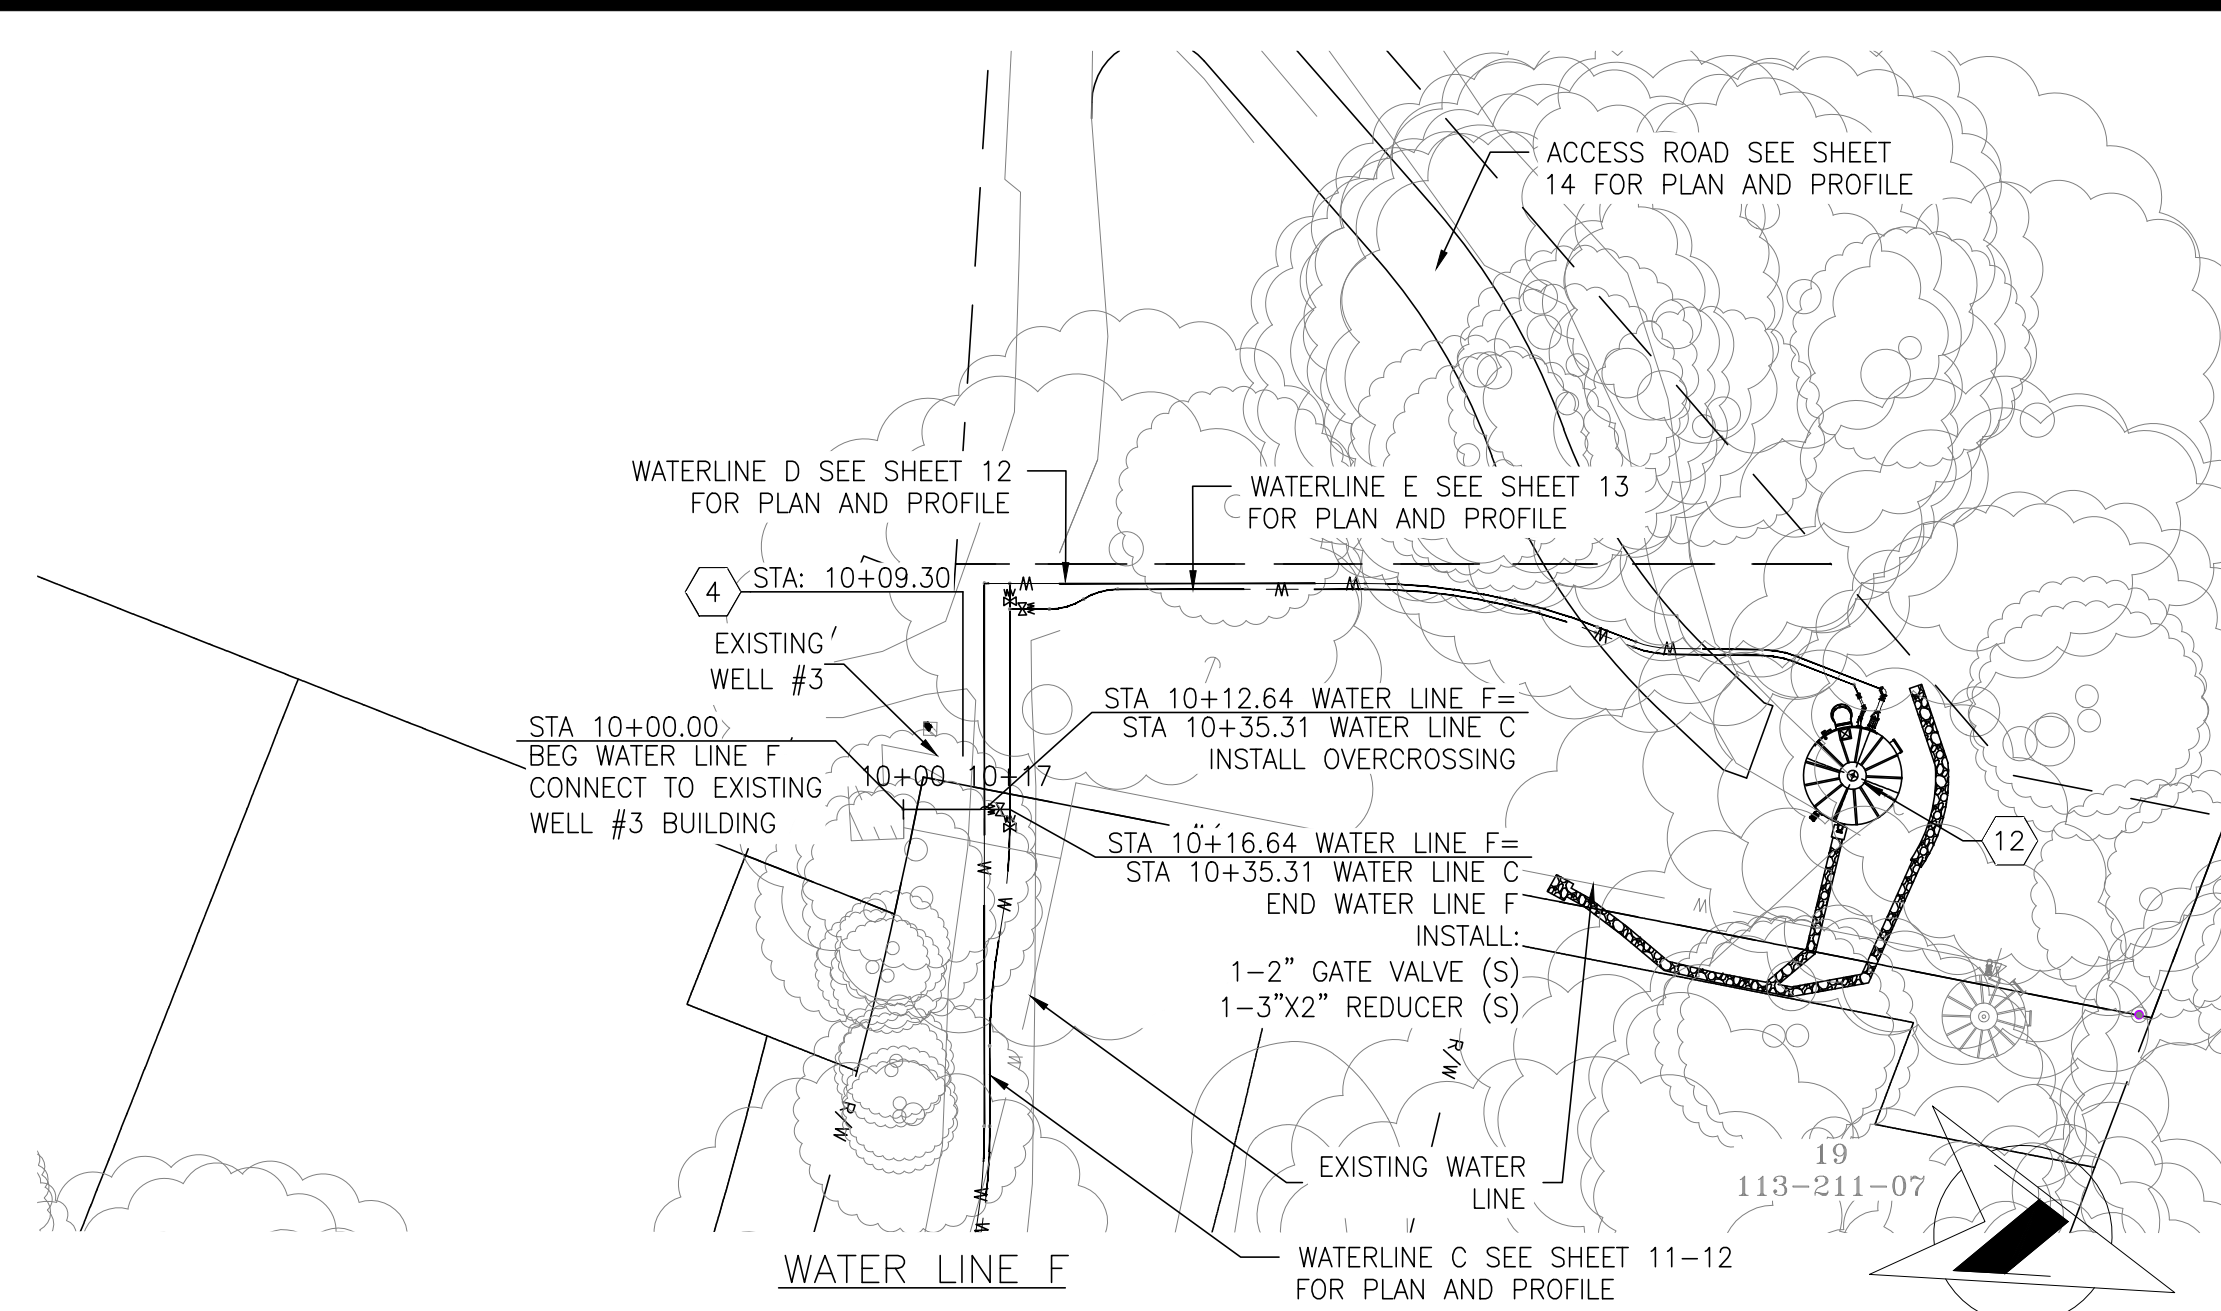 ACCESS ROAD SEE SHEET
14 FOR PLAN AND PROFILE
WATERLINE D SEE SHEET 12
FOR PLAN AND PROFILE
WATERLINE E SEE SHEET 13
FOR PLAN AND PROFILE
4
STA: 10+09.30
W
W
W
W
W
W
EXISTING
WELL #3
STA 10+12.64 WATER LINE F=
STA 10+35.31 WATER LINE C
INSTALL OVERCROSSING
STA 10+00.00
BEG WATER LINE F
CONNECT TO EXISTING
WELL #3 BUILDING
10+00 10+17
12
STA 10+16.64 WATER LINE F=
STA 10+35.31 WATER LINE C
END WATER LINE F
INSTALL:
1-2" GATE VALVE (S)
1-3"X2" REDUCER (S)
W
W
W
R/W
R/W
W
EXISTING WATER
LINE
19
113-211-07
W
W
WATERLINE C SEE SHEET 11-12
FOR PLAN AND PROFILE
WATER LINE F